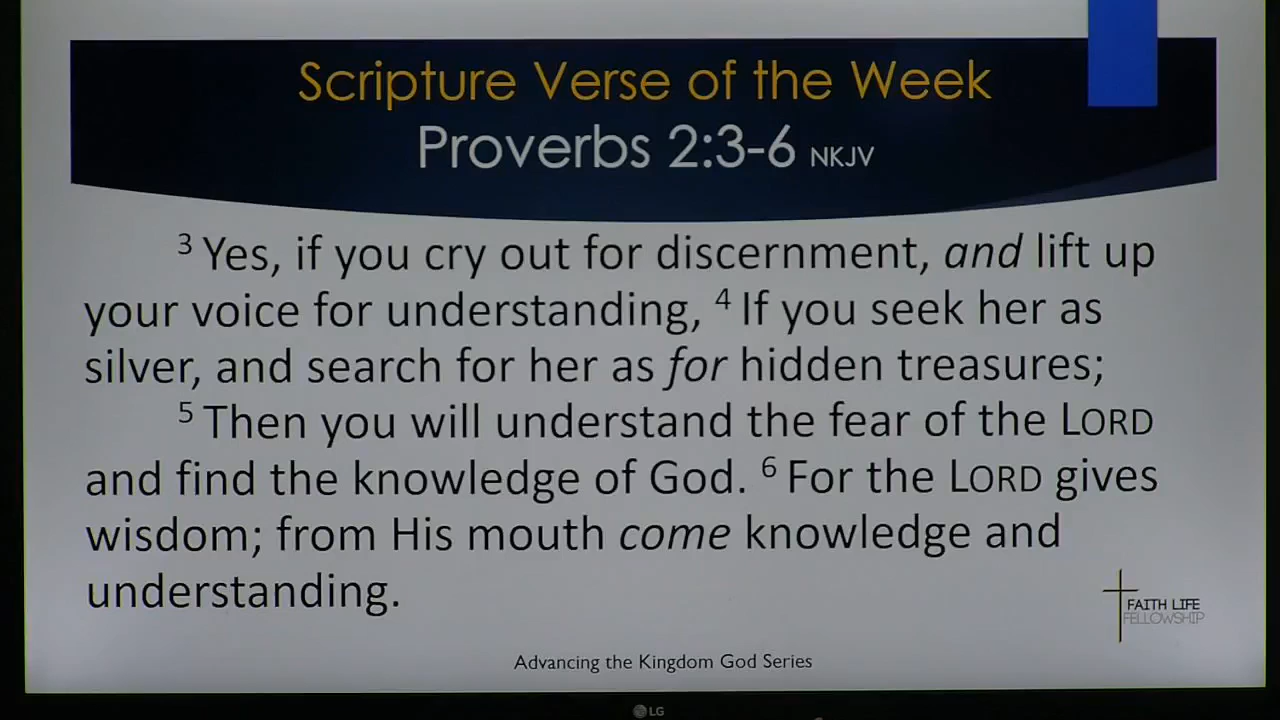 Scripture Verse of the Week
Proverbs 2:3-6 NKJV
3 Yes, if you cry out for discernment, and lift up
your voice for understanding, 4 If you seek her as
silver, and search for her as for hidden treasures;
5 Then you will understand the fear of the LORD
and find the knowledge of God. 6 For the LORD gives
wisdom; from His mouth come knowledge and
understanding.
FAITH LIFE
FELLOWSHIP
Advancing the Kingdom God Series
LG